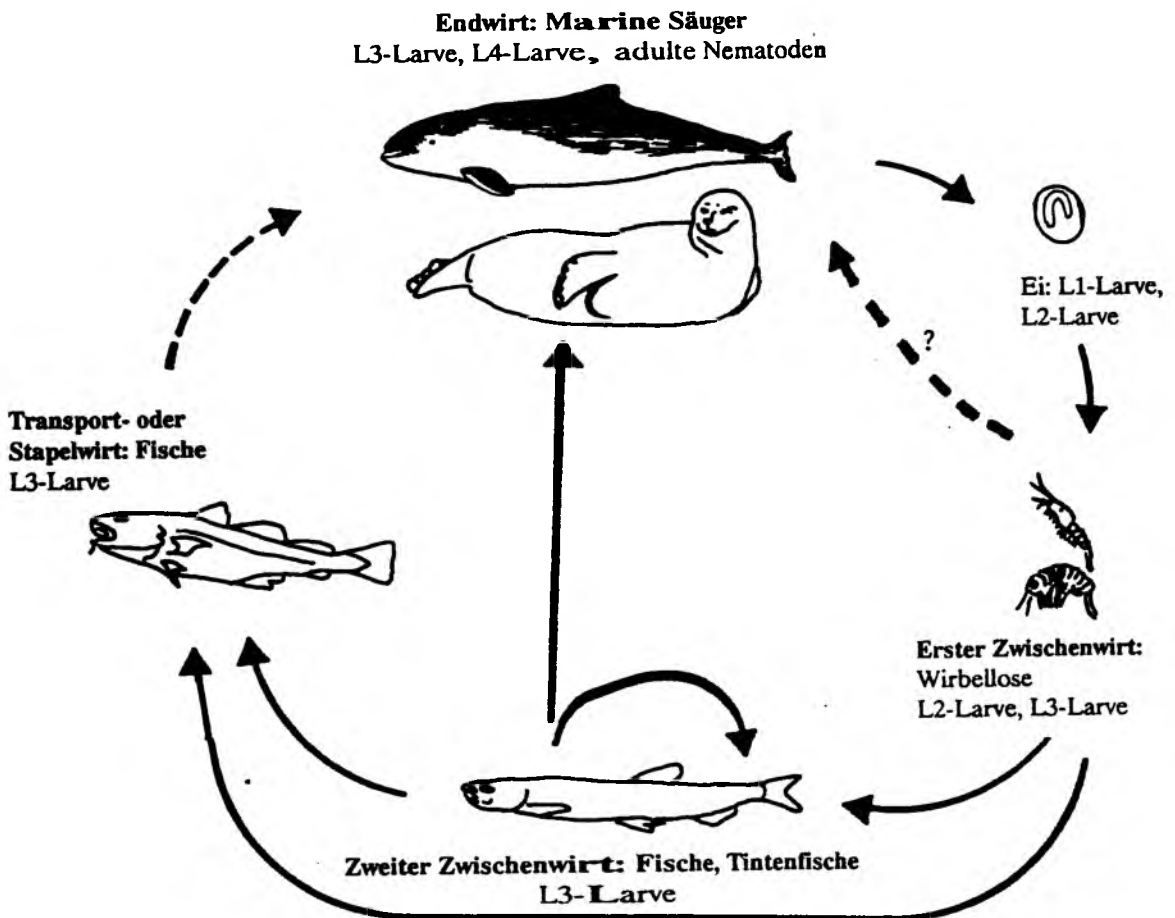 Endwirt: Marine Säuger
L3-Larve, L4-Larve, adulte Nematoden
Ei: L1-Larve,
L2-Larve
?
Transport- oder
Stapelwirt: Fische
L3-Larve
Erster Zwischenwirt:
Wirbellose
L2-Larve, L3-Larve
Zweiter Zwischenwirt: Fische, Tintenfische
L3-Larve